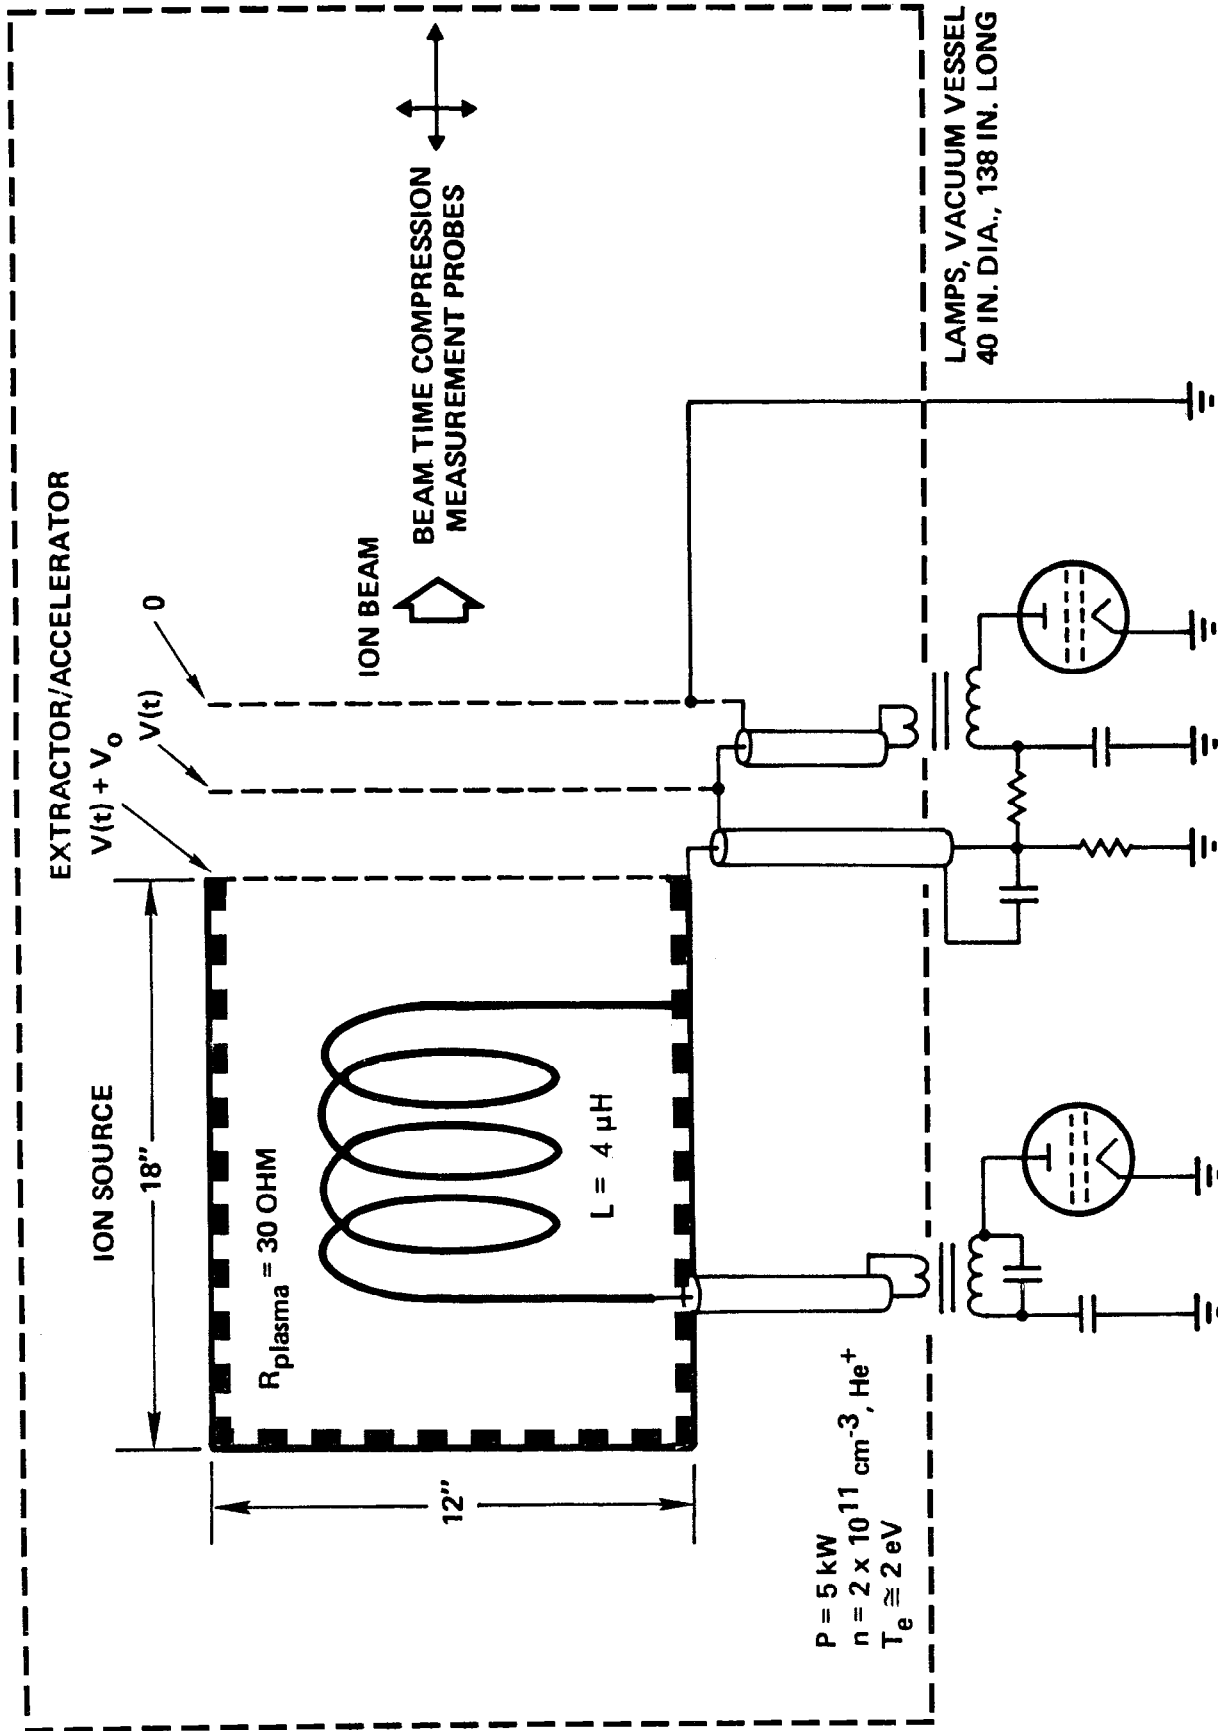 EXTRACTOR/ACCELERATOR
V(t) + Vo
V(t)
0
ION SOURCE
18"
12"
Rplasma = 30 OHM
L = 4 μH
ION BEAM
BEAM TIME COMPRESSION
MEASUREMENT PROBES
P = 5 kW
n = 2 x 10¹¹ cm⁻³, He⁺
Te ≅ 2 eV
LAMPS, VACUUM VESSEL
40 IN. DIA., 138 IN. LONG